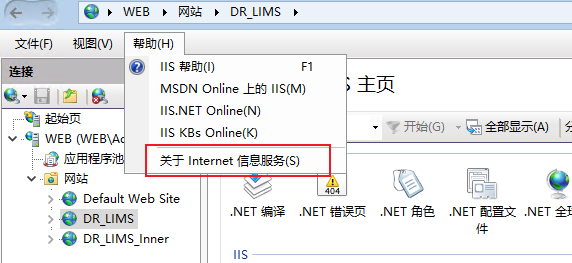 WEB 网站 DR_LIMS
文件(F) 视图(V) 帮助(H)
连接
IIS 帮助(I) F1
MSDN Online 上的 IIS(M)
IIS.NET Online(N)
IIS KBs Online(K)
关于 Internet 信息服务(S)
S 主页
开始(G) 全部显示(A)
起始页
WEB (WEB\Ad
应用程序池
网站
Default Web Site
DR_LIMS
DR_LIMS_Inner
404
.NET 编译 .NET 错误页 .NET 角色 .NET 配置文件 .NET 全球
IIS